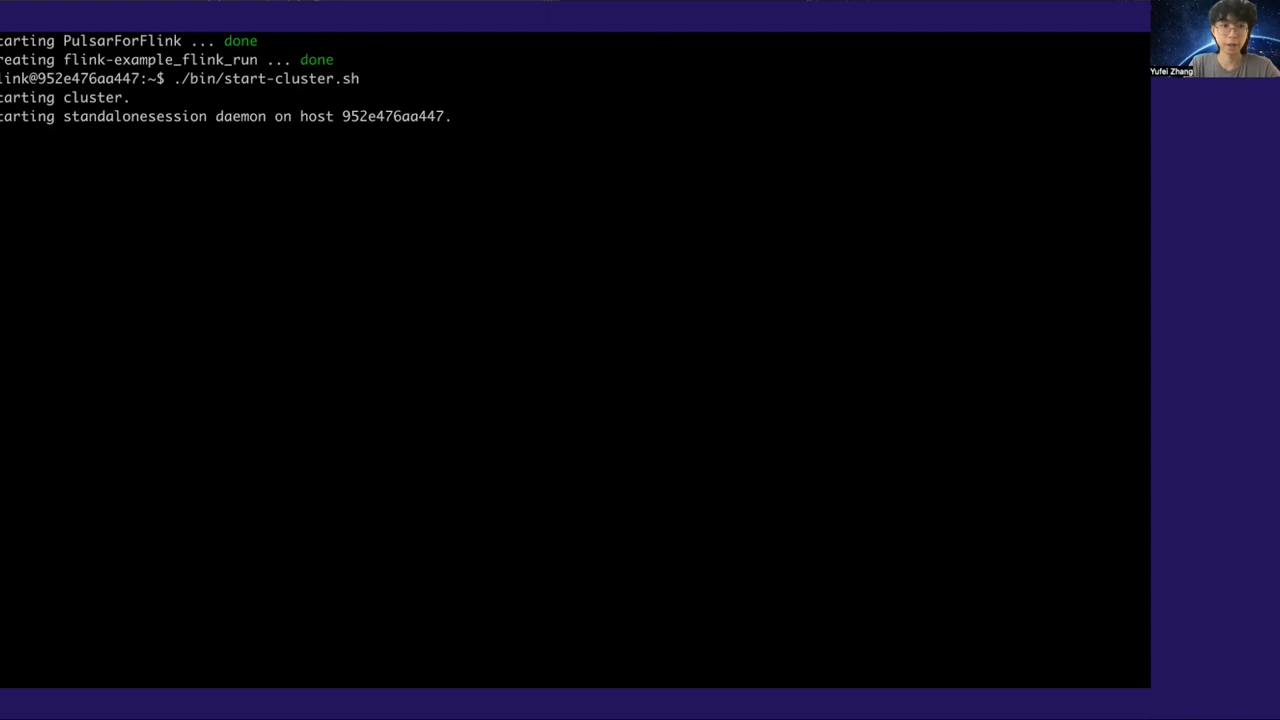 arting PulsarForFlink ... done
reating flink-example_flink_run ... done
link@952e476aa447:~$ ./bin/start-cluster.sh
arting cluster.
arting standalonesession daemon on host 952e476aa447.
Yufei Zhang